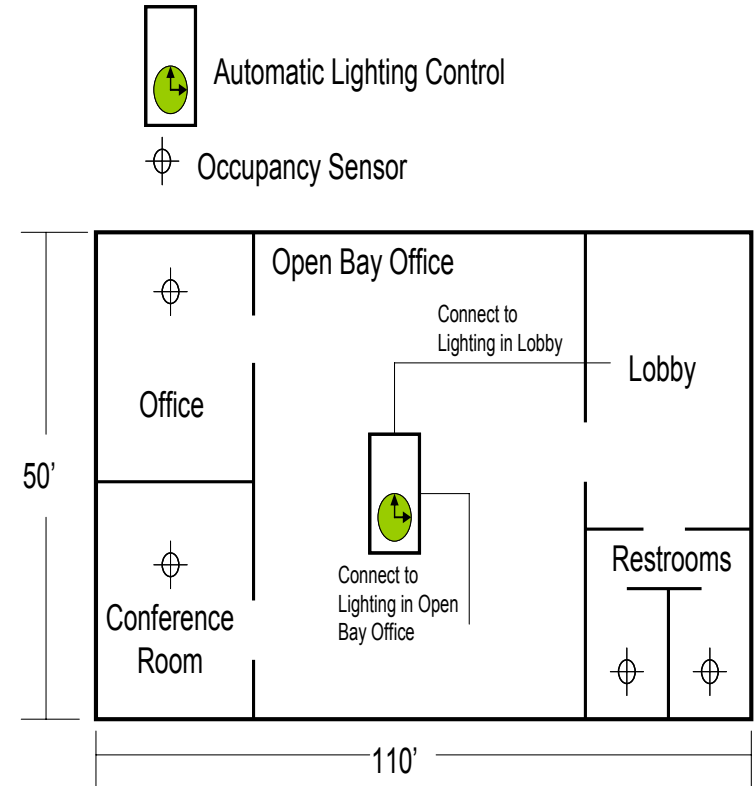 Automatic Lighting Control
Occupancy Sensor
Open Bay Office
Connect to
Lighting in Lobby
Lobby
Office
50’
Connect to
Lighting in Open
Bay Office
Restrooms
Conference
Room
110’